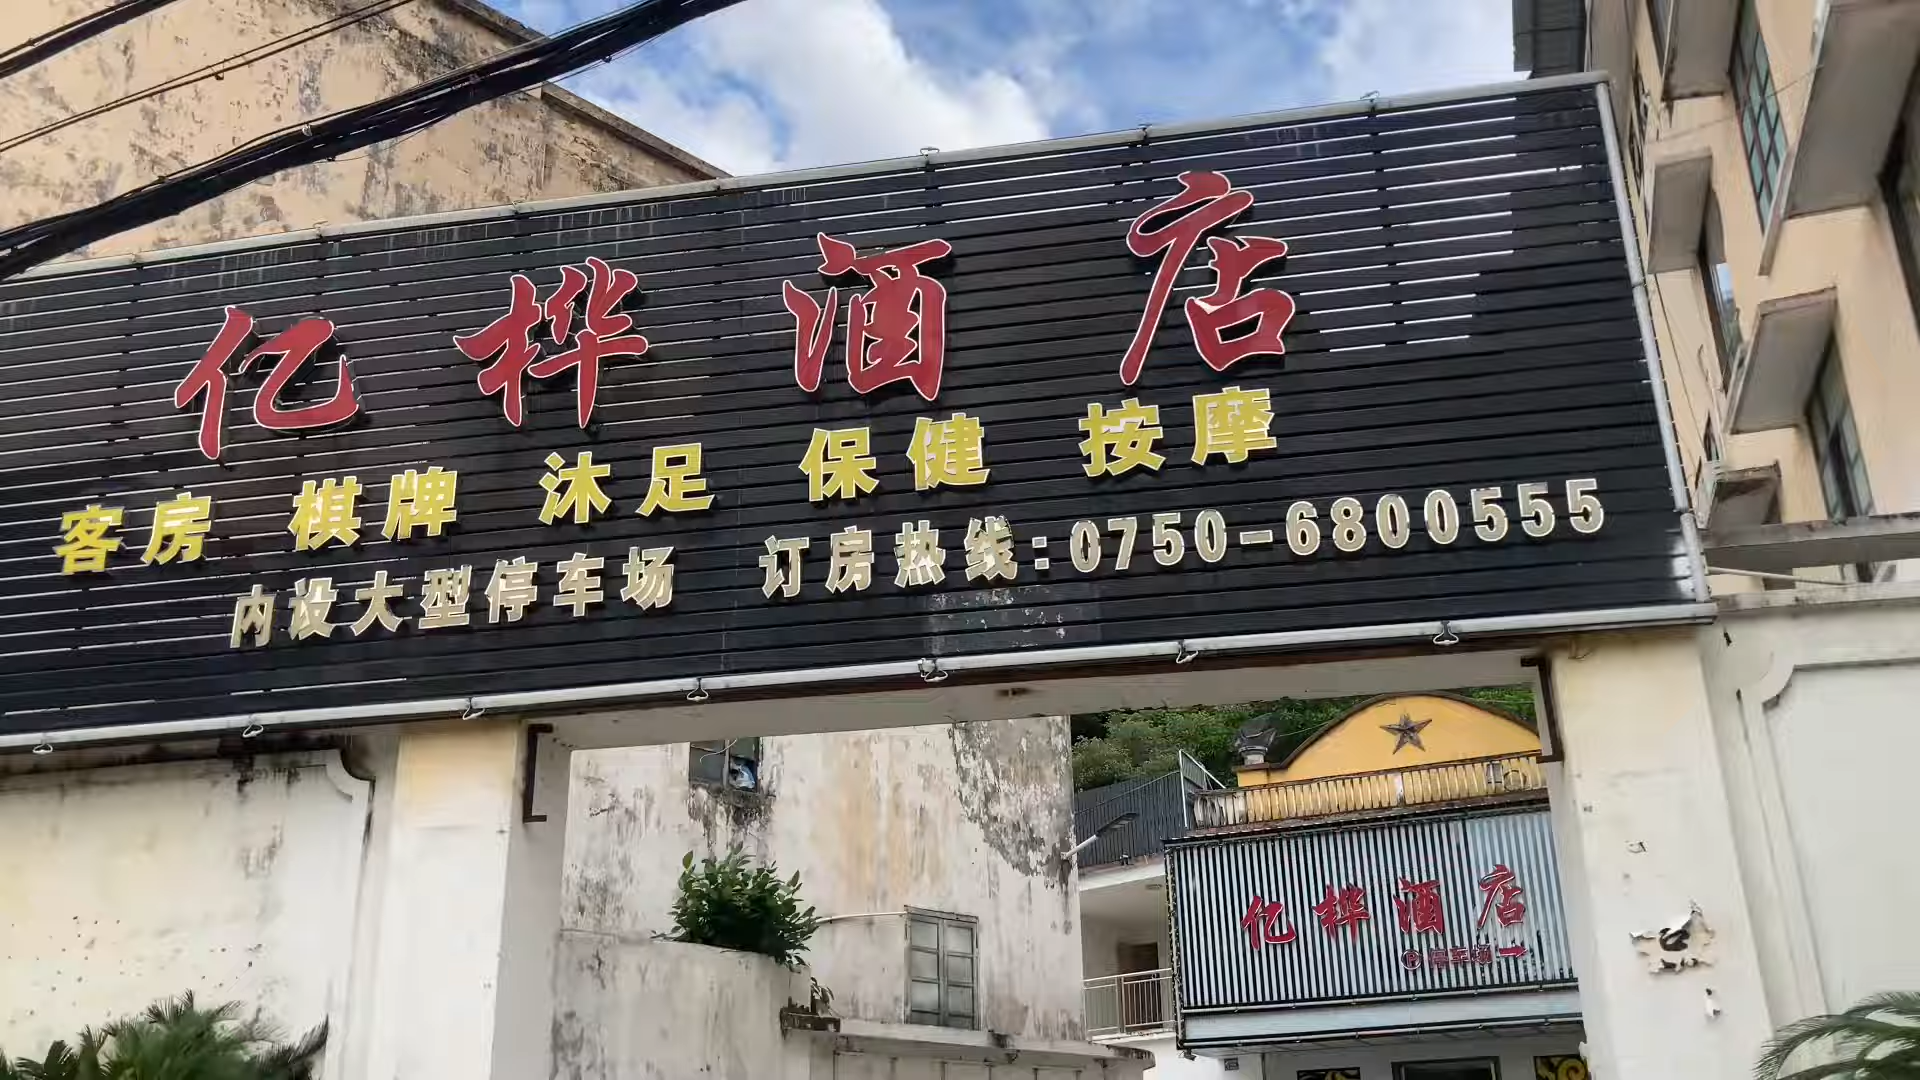 亿桦酒店
客房 棋牌 沐足 保健 按摩
内设大型停车场 订房热线:0750-6800555
亿桦酒店
P 停车场→